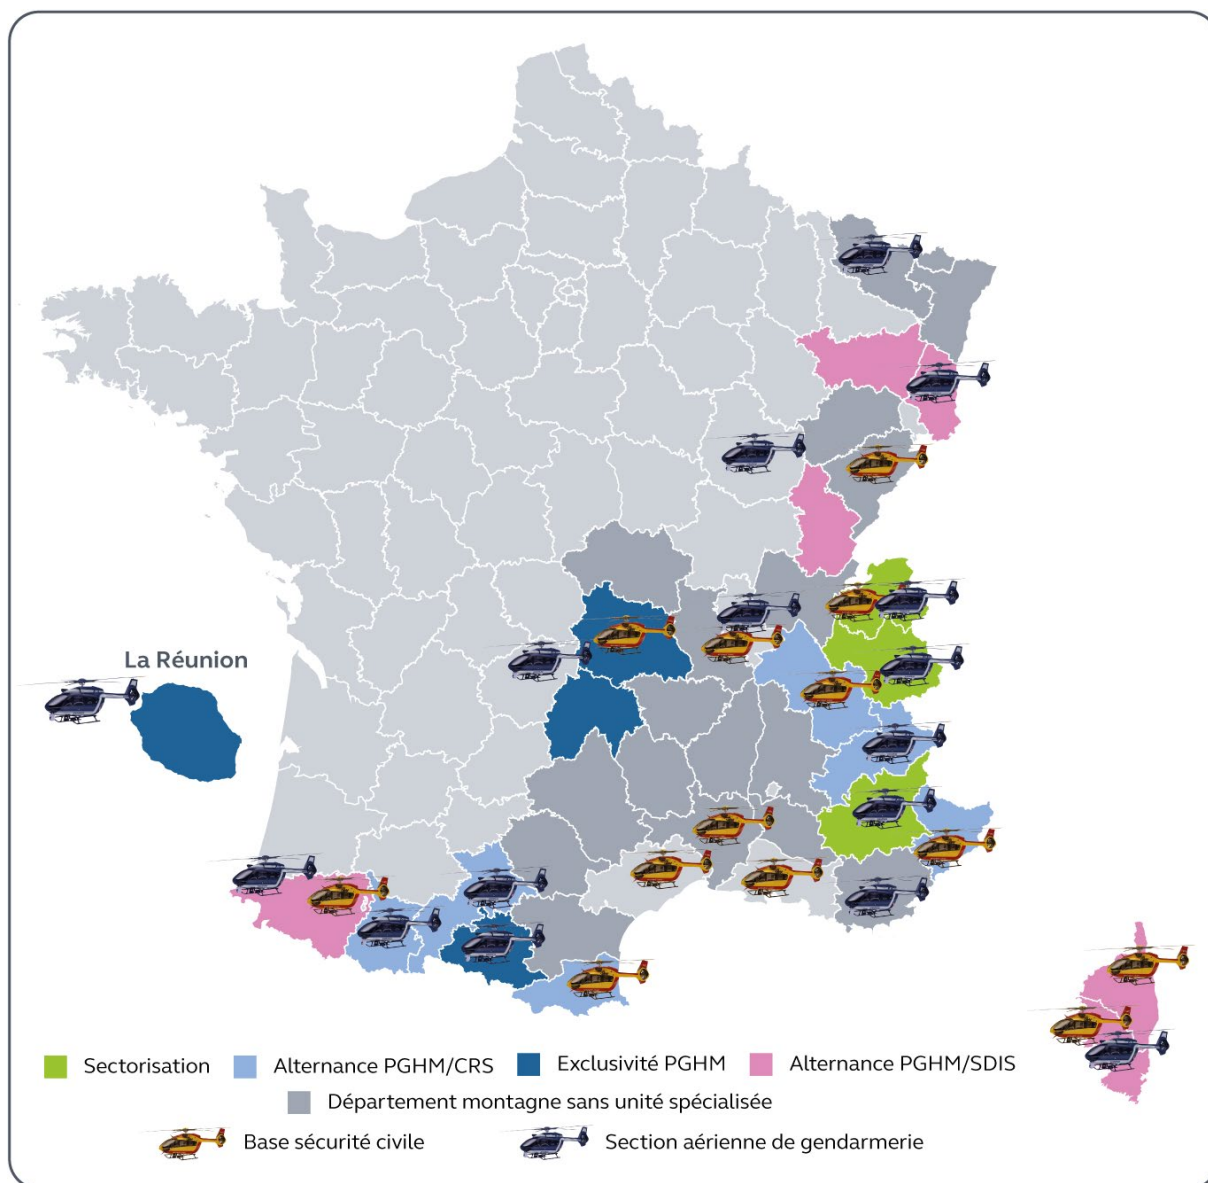 La Réunion
Sectorisation
Alternance PGHM/CRS
Exclusivité PGHM
Alternance PGHM/SDIS
Département montagne sans unité spécialisée
Base sécurité civile
Section aérienne de gendarmerie